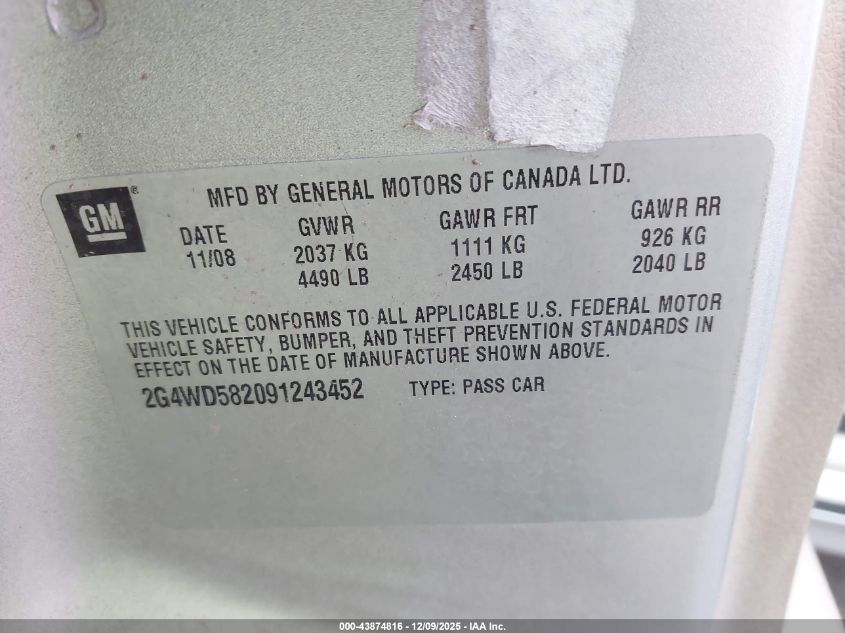 GM ®
MFD BY GENERAL MOTORS OF CANADA LTD.
DATE GVWR GAWR FRT GAWR RR
11/08 2037 KG 1111 KG 926 KG
4490 LB 2450 LB 2040 LB
THIS VEHICLE CONFORMS TO ALL APPLICABLE U.S. FEDERAL MOTOR
VEHICLE SAFETY, BUMPER, AND THEFT PREVENTION STANDARDS IN
EFFECT ON THE DATE OF MANUFACTURE SHOWN ABOVE.
2G4WD582091243452 TYPE: PASS CAR
000-43874816 - 12/09/2025 - IAA Inc.